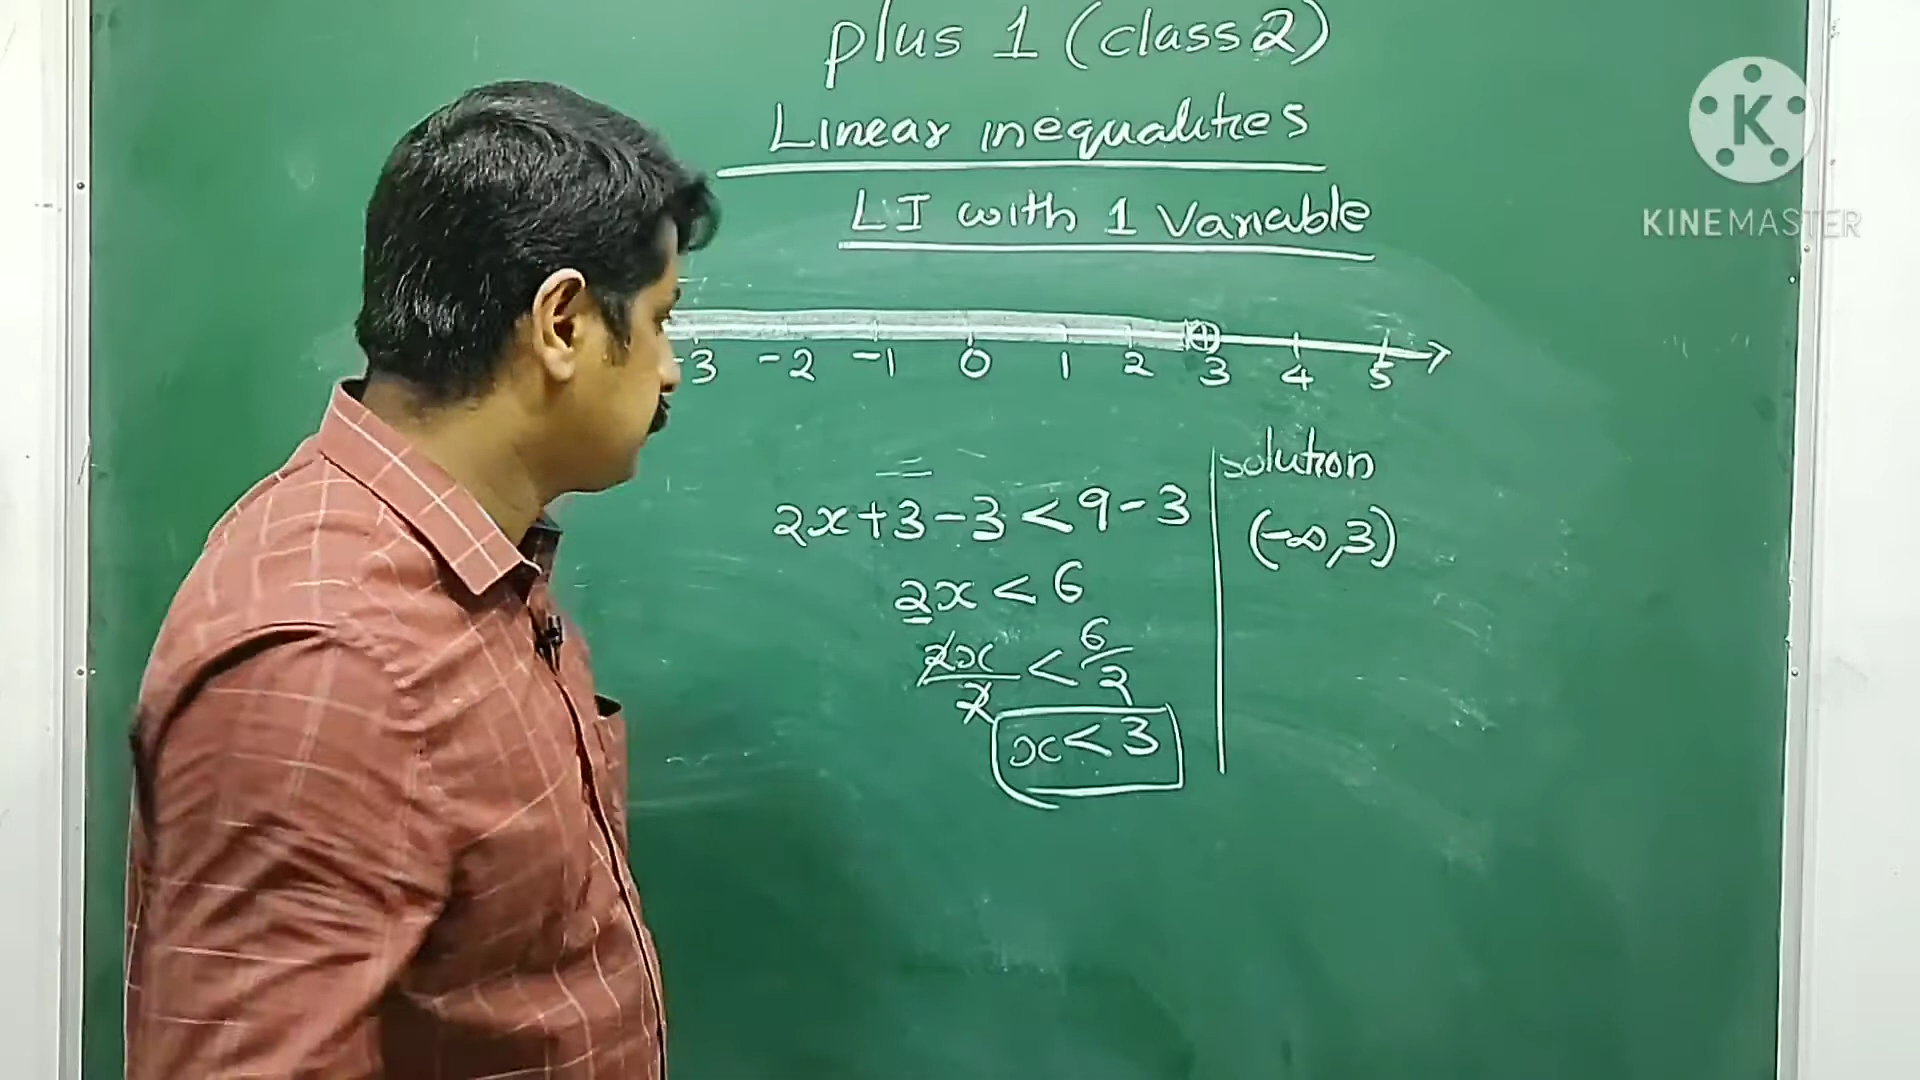 plus 1 (class 2)
Linear inequalities
LI with 1 Variable
-3 -2 -1 0 1 2 3 4 5
=
2x+3-3<9-3
2x<6
2x/2 < 6/2
x<3
solution
(-∞,3)
K
KINEMASTER